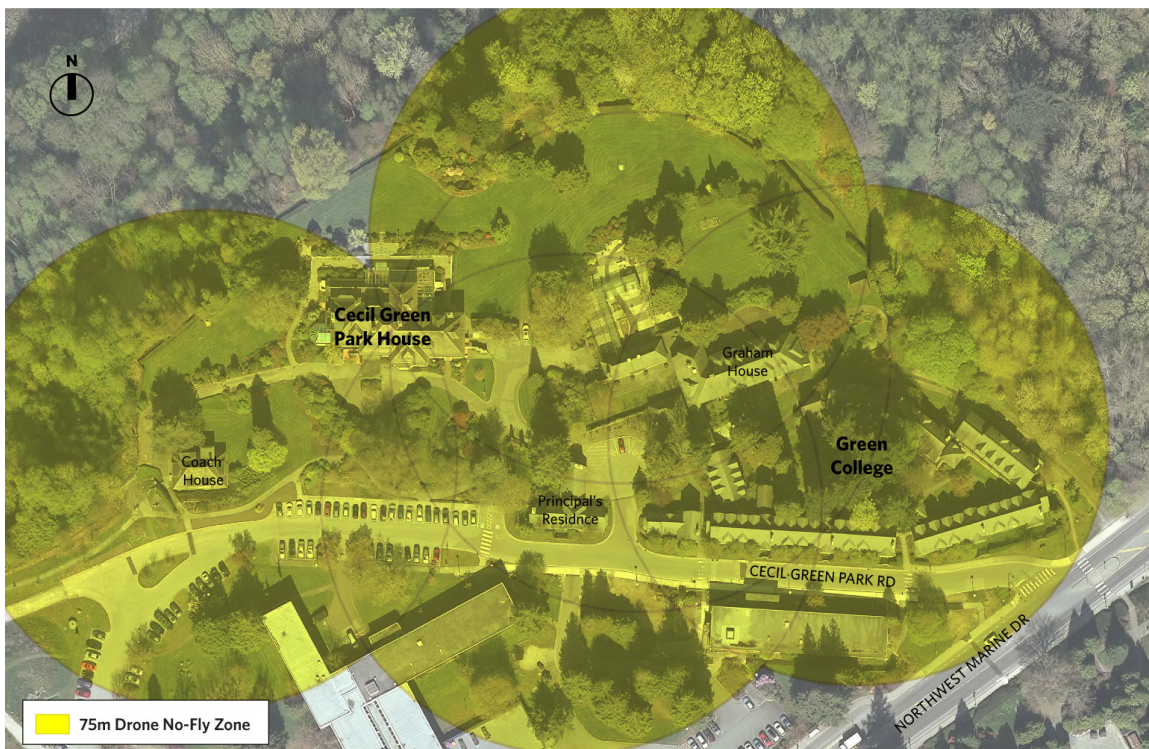 N
Cecil Green
Park House
Graham
House
Green
College
Coach
House
Principal's
Residnce
CECIL GREEN PARK RD
NORTHWEST MARINE DR
75m Drone No-Fly Zone